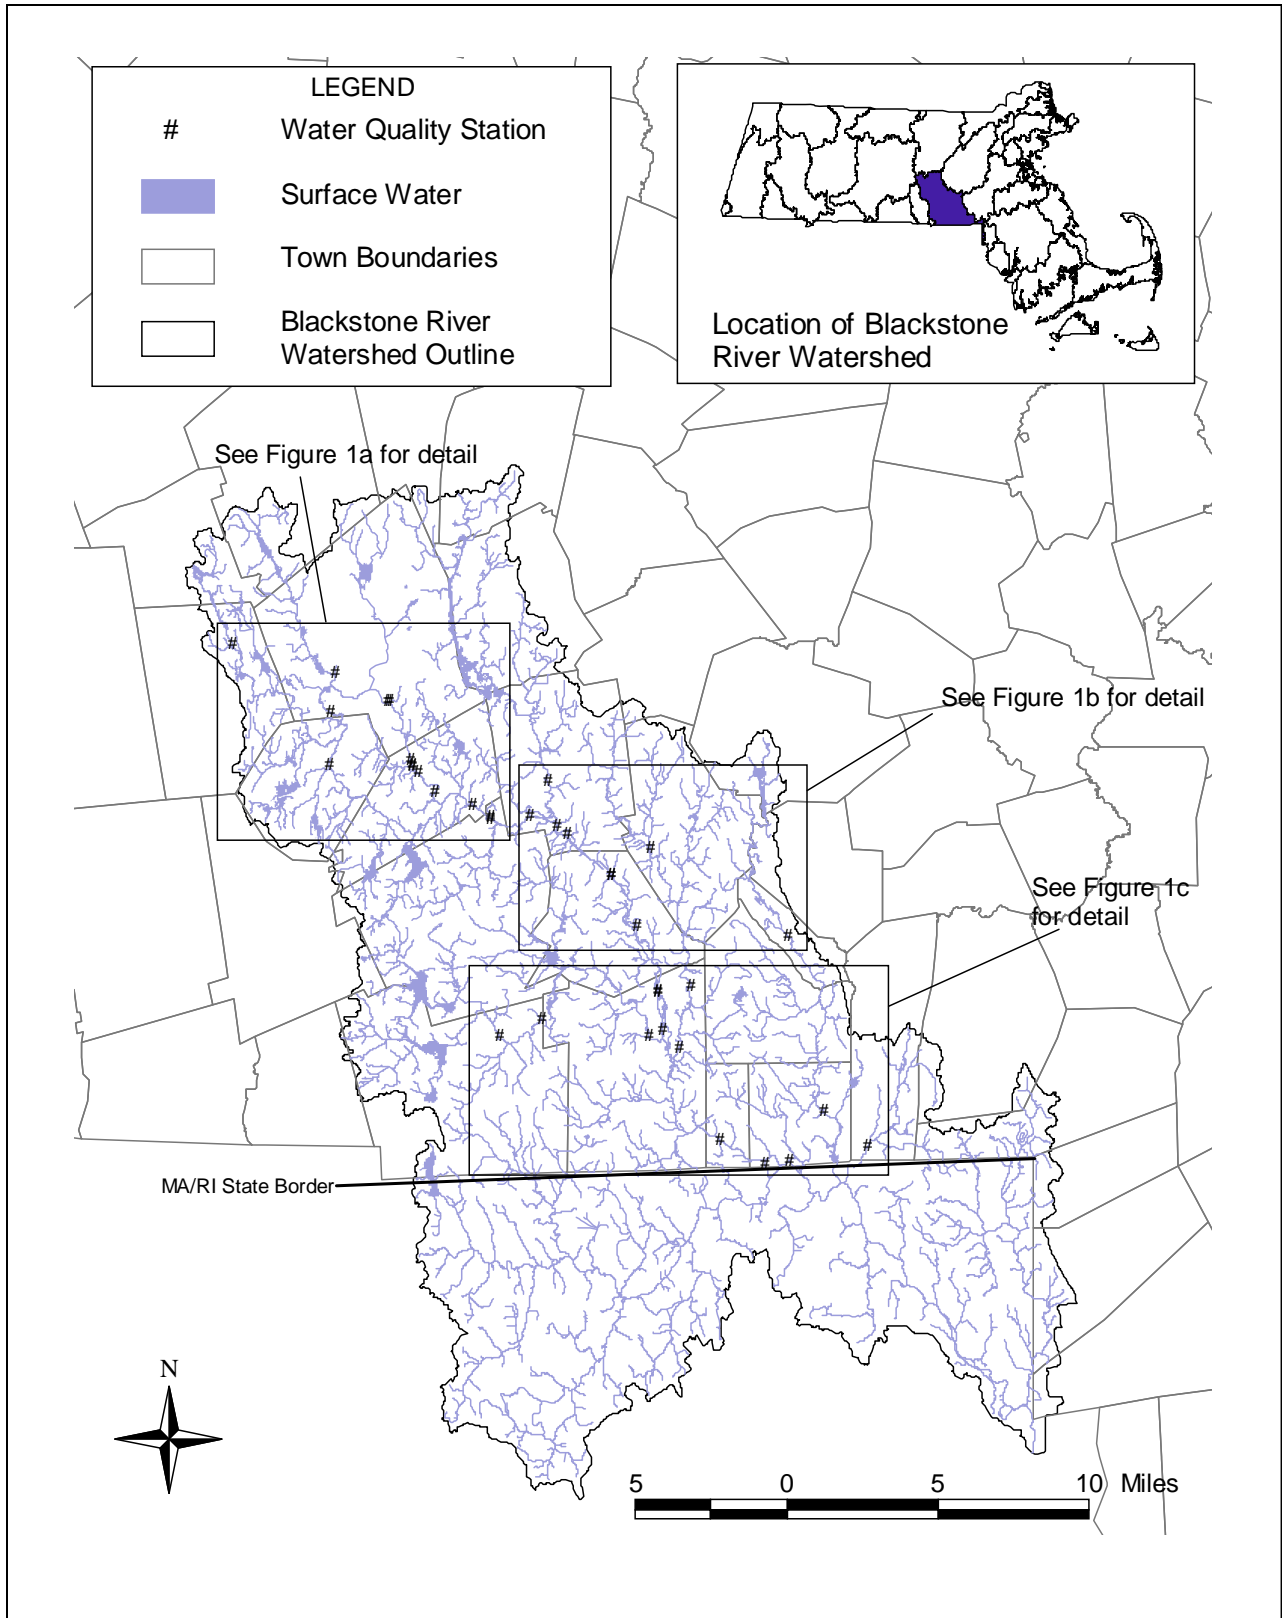 LEGEND
# Water Quality Station
Surface Water
Town Boundaries
Blackstone River
Watershed Outline
Location of Blackstone
River Watershed
See Figure 1a for detail
See Figure 1b for detail
See Figure 1c
for detail
MA/RI State Border
N
5 0 5 10 Miles